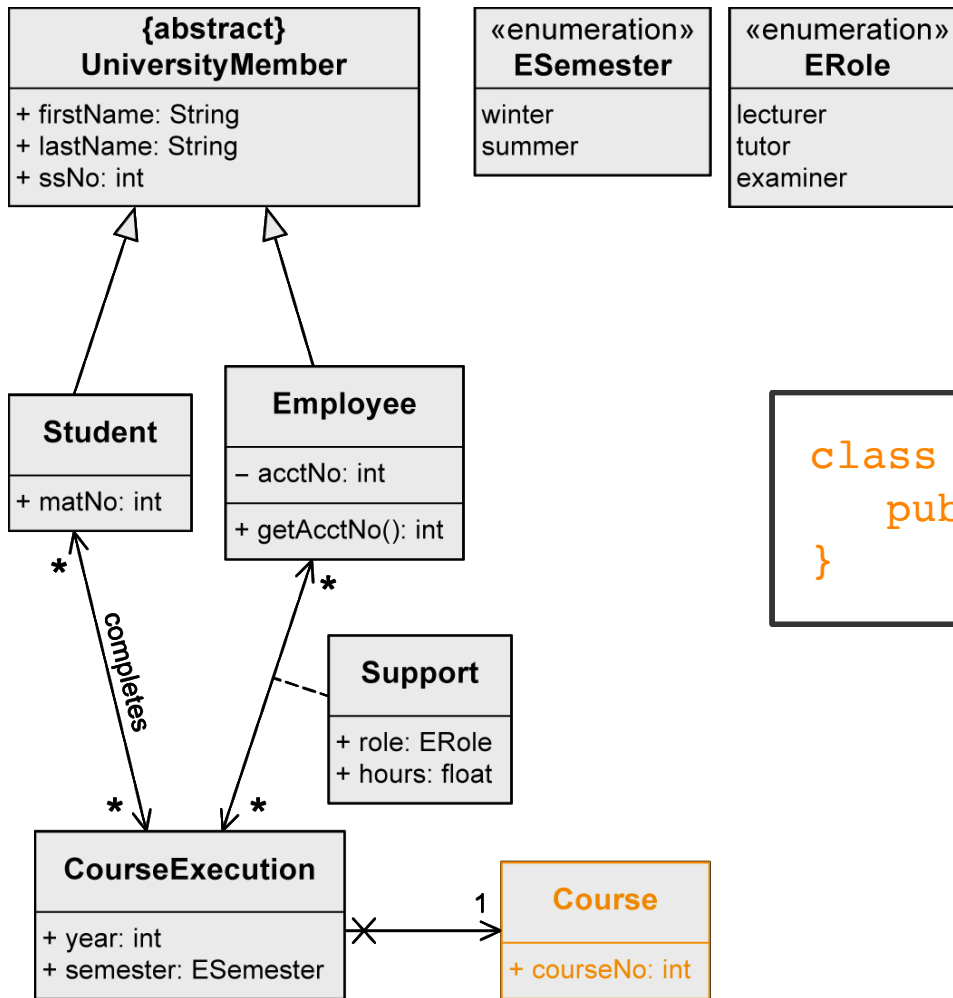 {abstract}
UniversityMember
+ firstName: String
+ lastName: String
+ ssNo: int
«enumeration»
ESemester
winter
summer
«enumeration»
ERole
lecturer
tutor
examiner
Student
+ matNo: int
Employee
– acctNo: int
+ getAcctNo(): int
class
pub
}
*
*
completes
Support
+ role: ERole
+ hours: float
*
*
CourseExecution
+ year: int
+ semester: ESemester
1
Course
+ courseNo: int